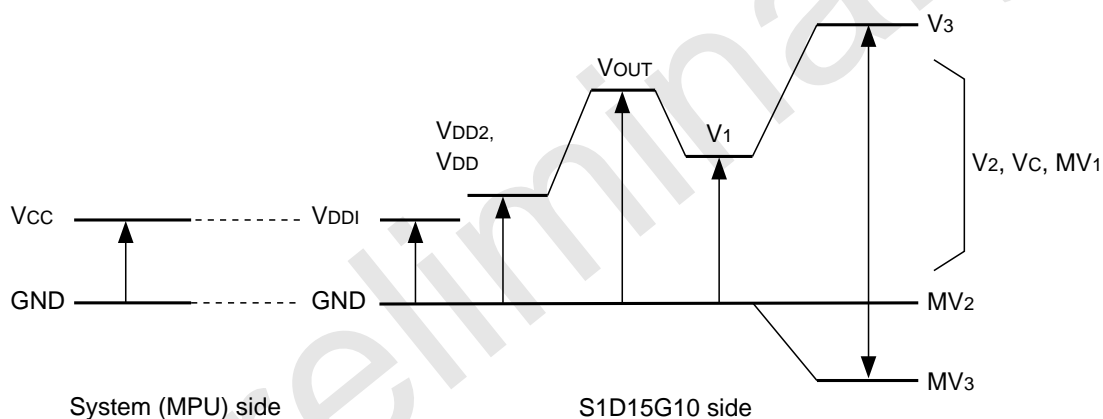 V3
VOUT
V1
VDD2,
VDD
V2, VC, MV1
VCC
VDDI
GND
GND
MV2
MV3
System (MPU) side
S1D15G10 side